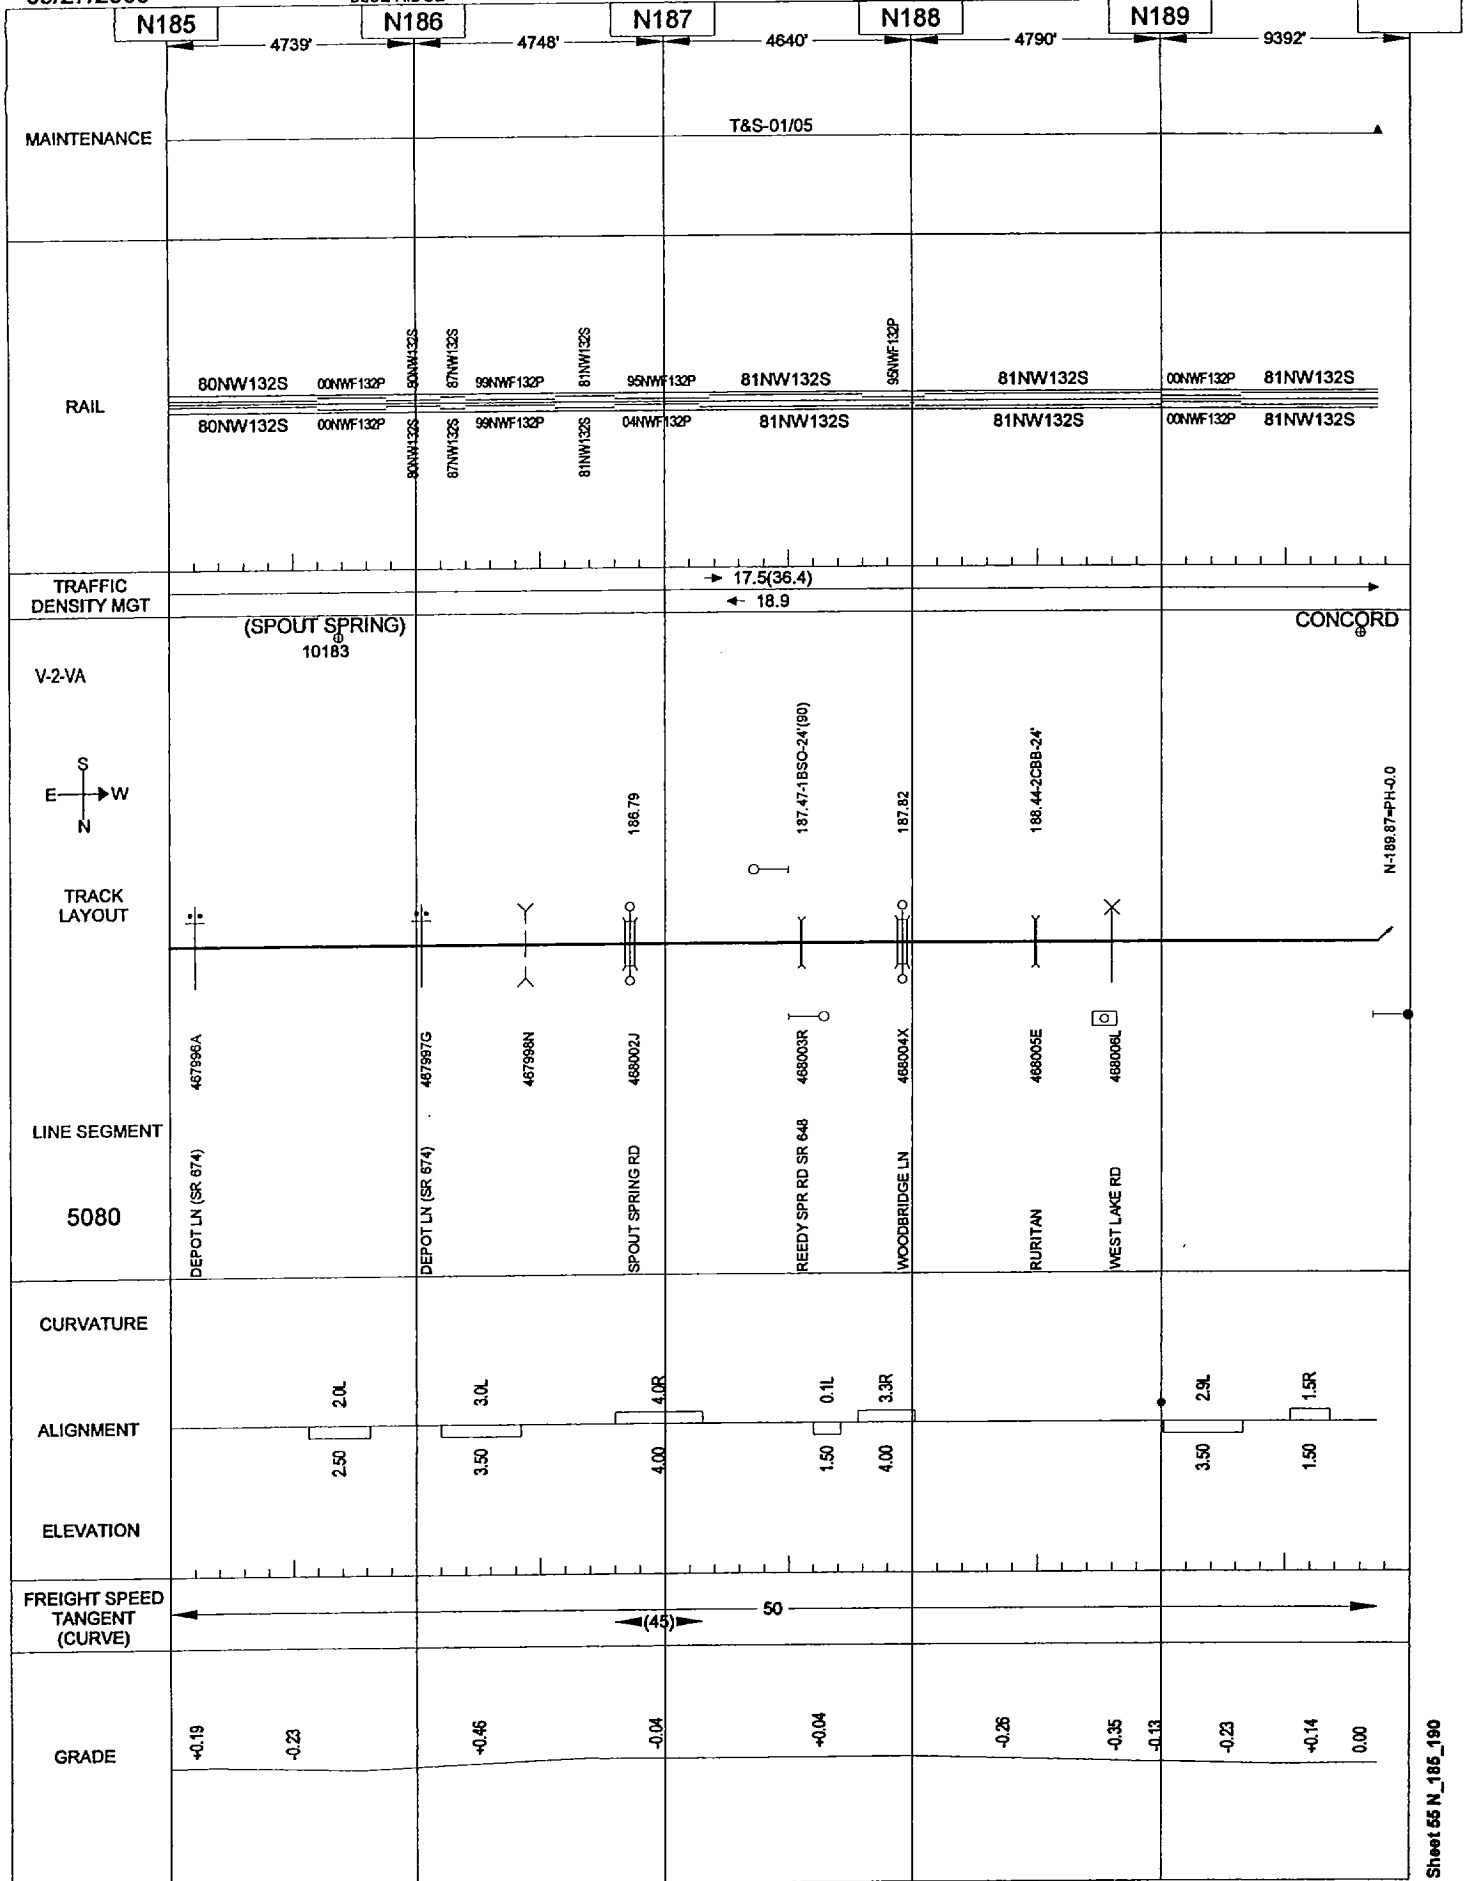 N185
N186
N187
N188
N189
4739'
4748'
4640'
4790'
9392'
MAINTENANCE
T&S-01/05
RAIL
80NW132S
00NWF132P
80NW132S
87NW132S
99NWF132P
81NW132S
95NWF132P
81NW132S
95NWF132P
81NW132S
00NWF132P
81NW132S
80NW132S
00NWF132P
80NW132S
87NW132S
99NWF132P
81NW132S
04NWF132P
81NW132S
81NW132S
00NWF132P
81NW132S
TRAFFIC
DENSITY MGT
17.5(36.4)
18.9
(SPOUT SPRING)
10183
CONCORD
V-2-VA
S
E
W
N
186.79
187.47-1BSO-24'(90)
187.82
188.44-2CBB-24'
N-189.87=PH-0.0
TRACK
LAYOUT
467996A
467997G
467998N
468002J
468003R
468004X
468005E
468006L
LINE SEGMENT
5080
DEPOT LN (SR 674)
DEPOT LN (SR 674)
SPOUT SPRING RD
REEDY SPR RD SR 648
WOODBRIDGE LN
RURITAN
WEST LAKE RD
CURVATURE
2.0L
3.0L
4.0R
0.1L
3.3R
2.9L
1.5R
ALIGNMENT
2.50
3.50
4.00
1.50
4.00
3.50
1.50
ELEVATION
FREIGHT SPEED
TANGENT
(CURVE)
50
(45)
GRADE
+0.19
-0.23
+0.46
-0.04
+0.04
-0.26
-0.35
-0.13
-0.23
+0.14
0.00
Sheet 55 N_185_190